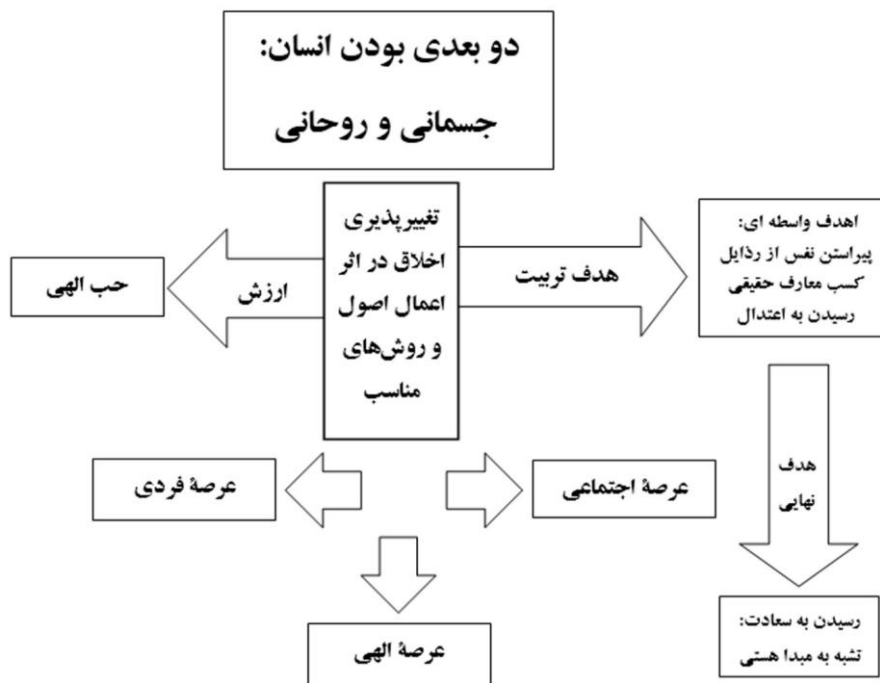 دو بعدی بودن انسان:
جسمانی و روحانی
تغییرپذیری
اخلاق در اثر
اعمال اصول
و روش‌های
مناسب
هدف تربیت
اهدف واسطه ای:
پیراستن نفس از رذایل
کسب معارف حقیقی
رسیدن به اعتدال
ارزش
حب الهی
هدف
نهایی
عرصهٔ اجتماعی
عرصهٔ فردی
عرصهٔ الهی
رسیدن به سعادت:
تشبه به مبدا هستی